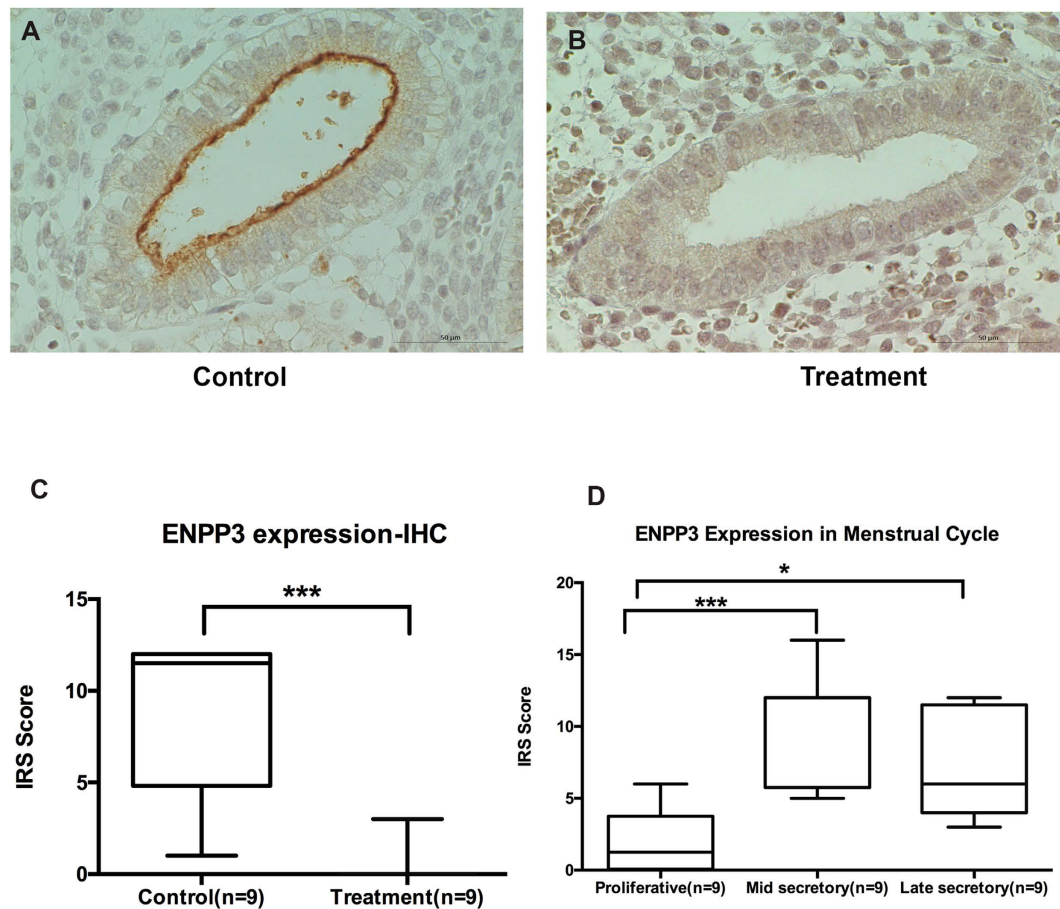 A
B
50 µm
50 µm
Control
Treatment
C
D
ENPP3 expression-IHC
ENPP3 Expression in Menstrual Cycle
***
*
***
15
10
5
0
IRS Score
Control(n=9)
Treatment(n=9)
20
15
10
5
0
IRS Score
Proliferative(n=9)
Mid secretory(n=9)
Late secretory(n=9)